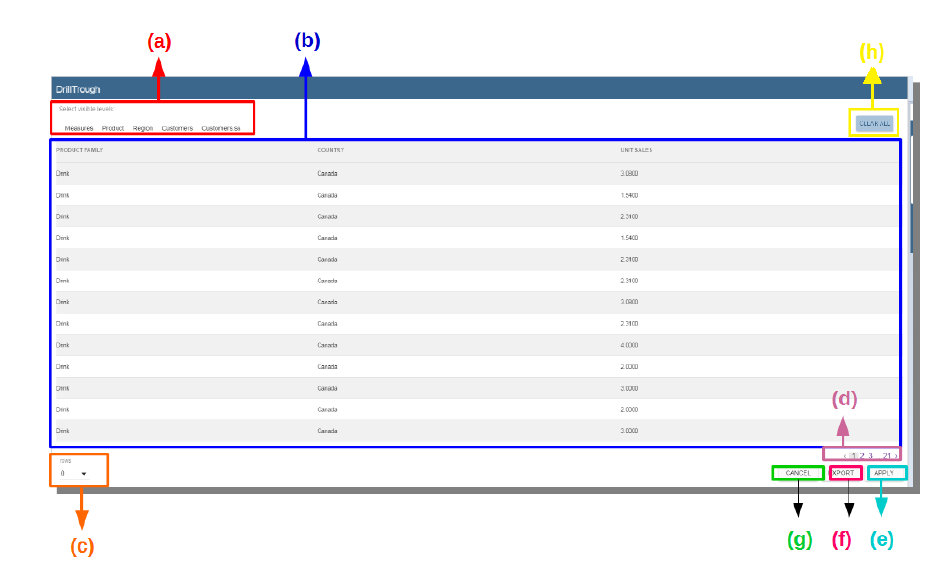 (a) (b) (h)
DrillTrough
Select visible levels:
Measures Product Region Customers Customers.Ss
CLEAR ALL
PRODUCT FAMILY COUNTRY UNIT SALES
Drink Canada 3.0800
Drink Canada 1.5400
Drink Canada 2.3100
Drink Canada 1.5400
Drink Canada 2.3100
Drink Canada 2.3100
Drink Canada 3.0800
Drink Canada 2.3100
Drink Canada 4.0000
Drink Canada 2.0000
Drink Canada 3.0000
Drink Canada 2.0000
Drink Canada 3.0000
(d)
‹ 1 2 3 ... 21 ›
rows
0
CANCEL EXPORT APPLY
(c) (g) (f) (e)